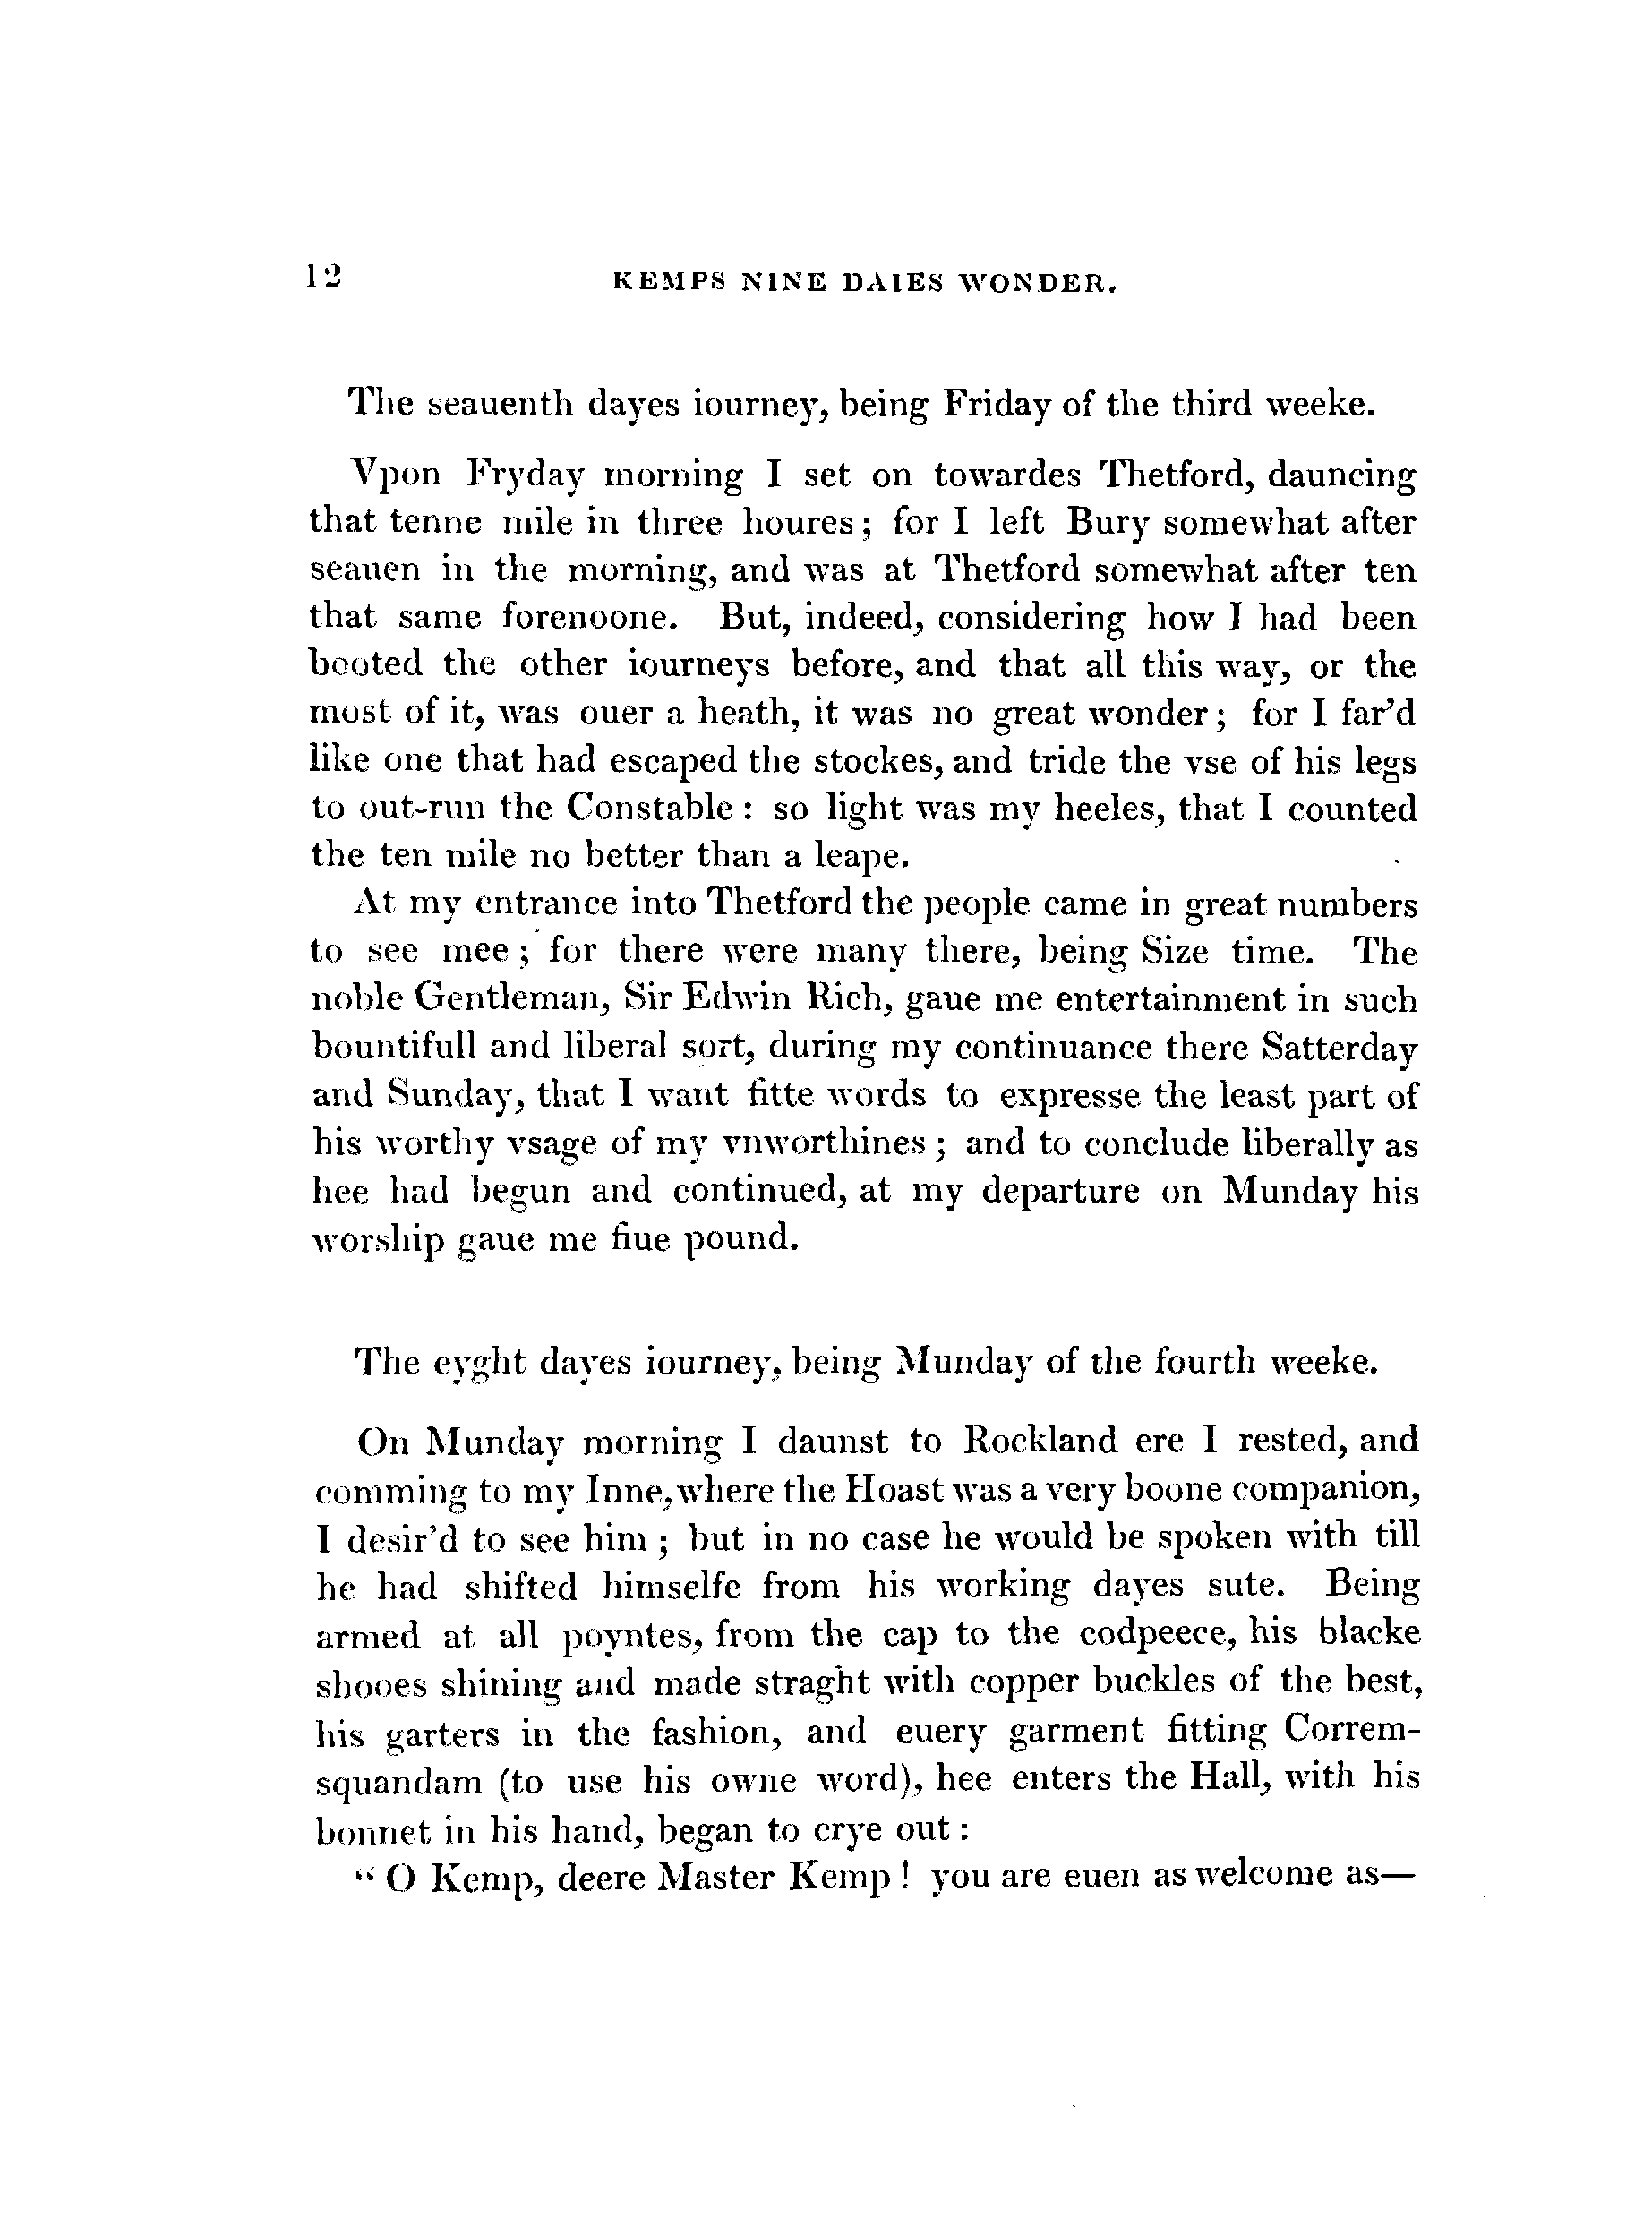 12 KEMPS NINE DAIES WONDER.
The seauenth dayes iourney, being Friday of the third weeke.
Vpon Fryday morning I set on towardes Thetford, dauncing
that tenne mile in three houres; for I left Bury somewhat after
seauen in the morning, and was at Thetford somewhat after ten
that same forenoone. But, indeed, considering how I had been
booted the other iourneys before, and that all this way, or the
most of it, was ouer a heath, it was no great wonder; for I far'd
like one that had escaped the stockes, and tride the vse of his legs
to out-run the Constable: so light was my heeles, that I counted
the ten mile no better than a leape.
At my entrance into Thetford the people came in great numbers
to see mee; for there were many there, being Size time. The
noble Gentleman, Sir Edwin Rich, gaue me entertainment in such
bountifull and liberal sort, during my continuance there Satterday
and Sunday, that I want fitte words to expresse the least part of
his worthy vsage of my vnworthines; and to conclude liberally as
hee had begun and continued, at my departure on Munday his
worship gaue me fiue pound.
The eyght dayes iourney, being Munday of the fourth weeke.
On Munday morning I daunst to Rockland ere I rested, and
comming to my Inne, where the Hoast was a very boone companion,
I desir'd to see him; but in no case he would be spoken with till
he had shifted himselfe from his working dayes sute. Being
armed at all poyntes, from the cap to the codpeece, his blacke
shooes shining and made straght with copper buckles of the best,
his garters in the fashion, and euery garment fitting Correm-
squandam (to use his owne word), hee enters the Hall, with his
bonnet in his hand, began to crye out:
"O Kemp, deere Master Kemp! you are euen as welcome as—